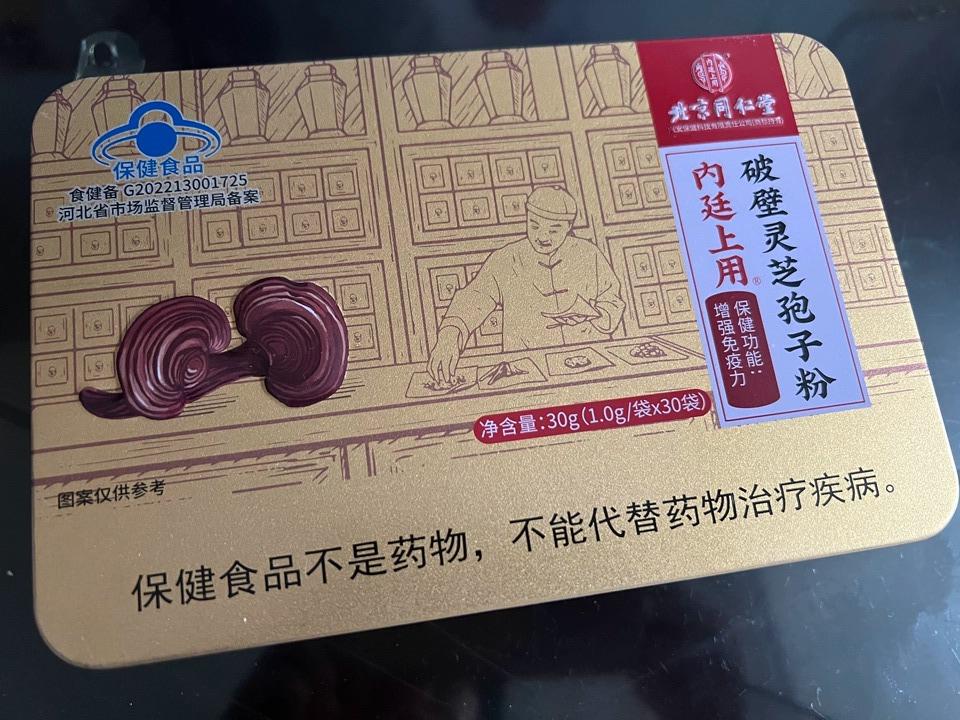 保健食品
食健备 G202213001725
河北省市场监督管理局备案
内廷上用
北京同仁堂
破壁灵芝孢子粉
内廷上用®
保健功能：
增强免疫力
净含量:30g(1.0g/袋x30袋)
图案仅供参考
保健食品不是药物，不能代替药物治疗疾病。